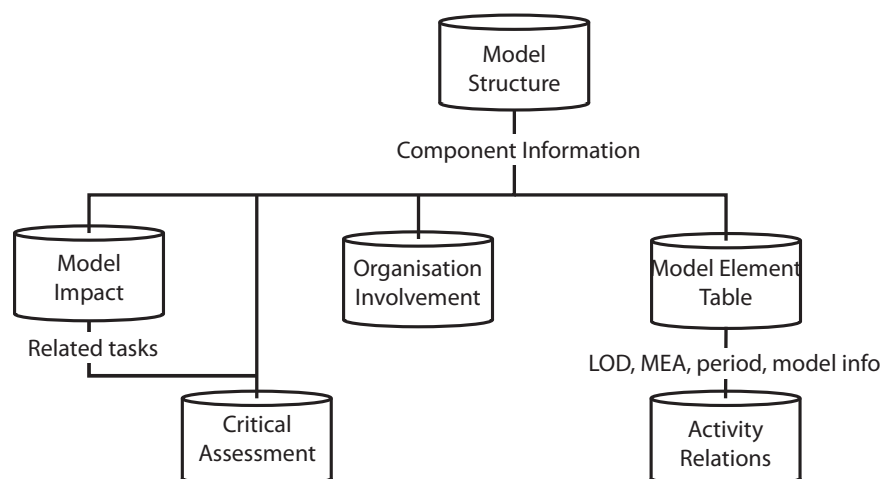 Model
Structure
Component Information
Model
Impact
Organisation
Involvement
Model Element
Table
Related tasks
LOD, MEA, period, model info
Critical
Assessment
Activity
Relations